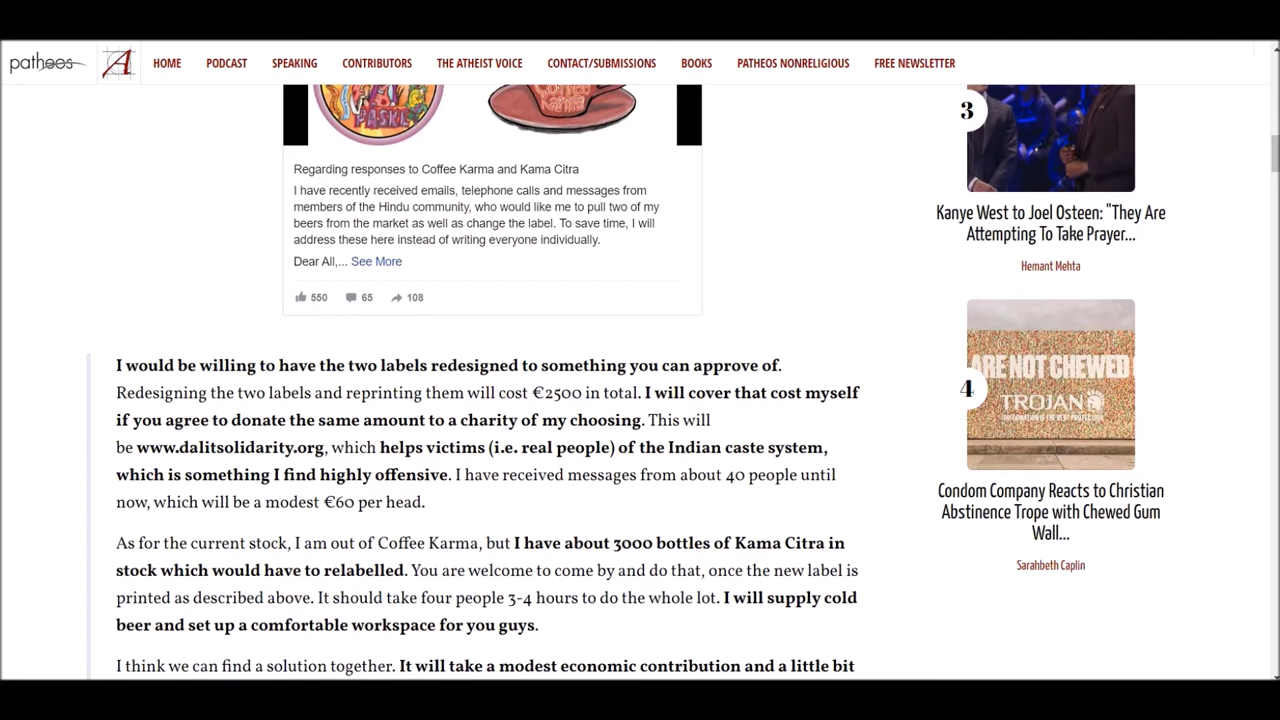 patheos
A
HOME
PODCAST
SPEAKING
CONTRIBUTORS
THE ATHEIST VOICE
CONTACT/SUBMISSIONS
BOOKS
PATHEOS NONRELIGIOUS
FREE NEWSLETTER
PASKE
Coffee
Karma
Regarding responses to Coffee Karma and Kama Citra
I have recently received emails, telephone calls and messages from
members of the Hindu community, who would like me to pull two of my
beers from the market as well as change the label. To save time, I will
address these here instead of writing everyone individually.
Dear All,... See More
550
65
108
I would be willing to have the two labels redesigned to something you can approve of.
Redesigning the two labels and reprinting them will cost €2500 in total. I will cover that cost myself
if you agree to donate the same amount to a charity of my choosing. This will
be www.dalitsolidarity.org, which helps victims (i.e. real people) of the Indian caste system,
which is something I find highly offensive. I have received messages from about 40 people until
now, which will be a modest €60 per head.
As for the current stock, I am out of Coffee Karma, but I have about 3000 bottles of Kama Citra in
stock which would have to relabelled. You are welcome to come by and do that, once the new label is
printed as described above. It should take four people 3-4 hours to do the whole lot. I will supply cold
beer and set up a comfortable workspace for you guys.
I think we can find a solution together. It will take a modest economic contribution and a little bit
3
Kanye West to Joel Osteen: "They Are
Attempting To Take Prayer...
Hemant Mehta
4
ARE NOT CHEWED
TROJAN
Condom Company Reacts to Christian
Abstinence Trope with Chewed Gum
Wall...
Sarahbeth Caplin